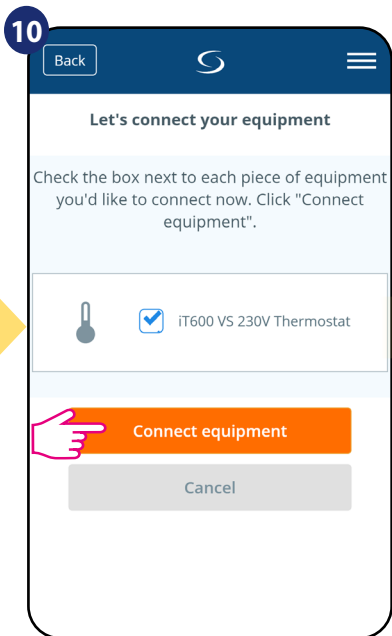 10
Back
Let's connect your equipment
Check the box next to each piece of equipment
you'd like to connect now. Click "Connect
equipment".
iT600 VS 230V Thermostat
Connect equipment
Cancel